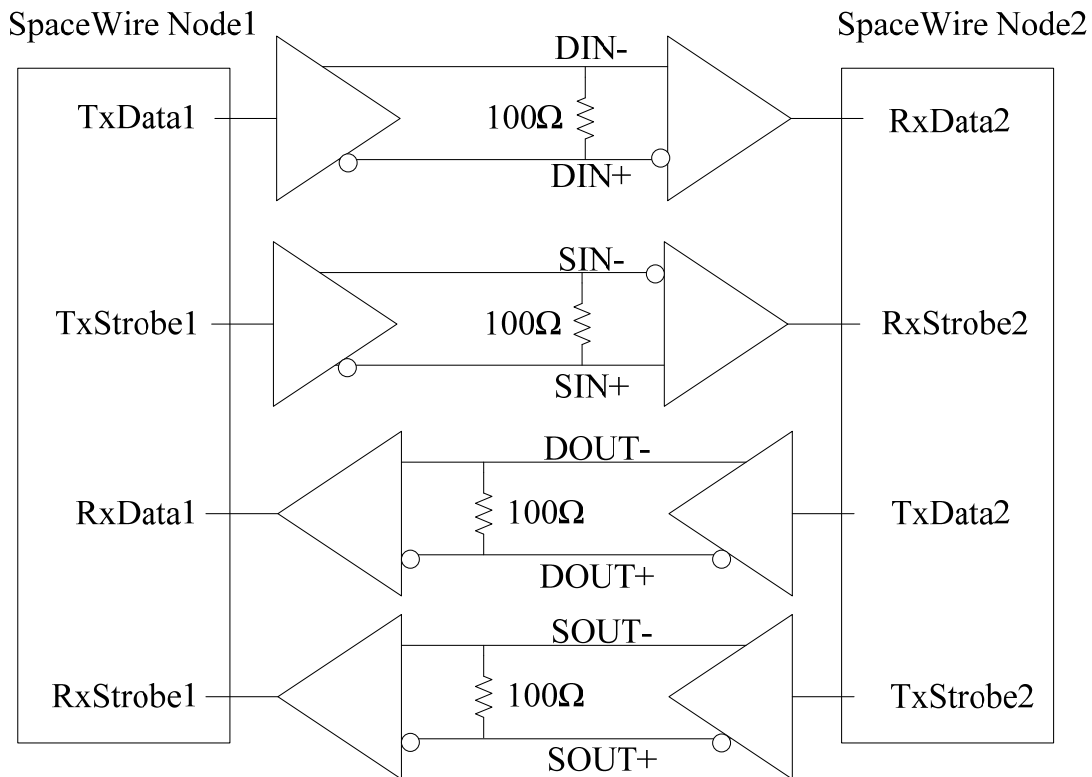 SpaceWire Node1
SpaceWire Node2
DIN-
TxData1
100Ω
RxData2
DIN+
SIN-
TxStrobe1
100Ω
RxStrobe2
SIN+
DOUT-
RxData1
100Ω
TxData2
DOUT+
SOUT-
RxStrobe1
100Ω
TxStrobe2
SOUT+